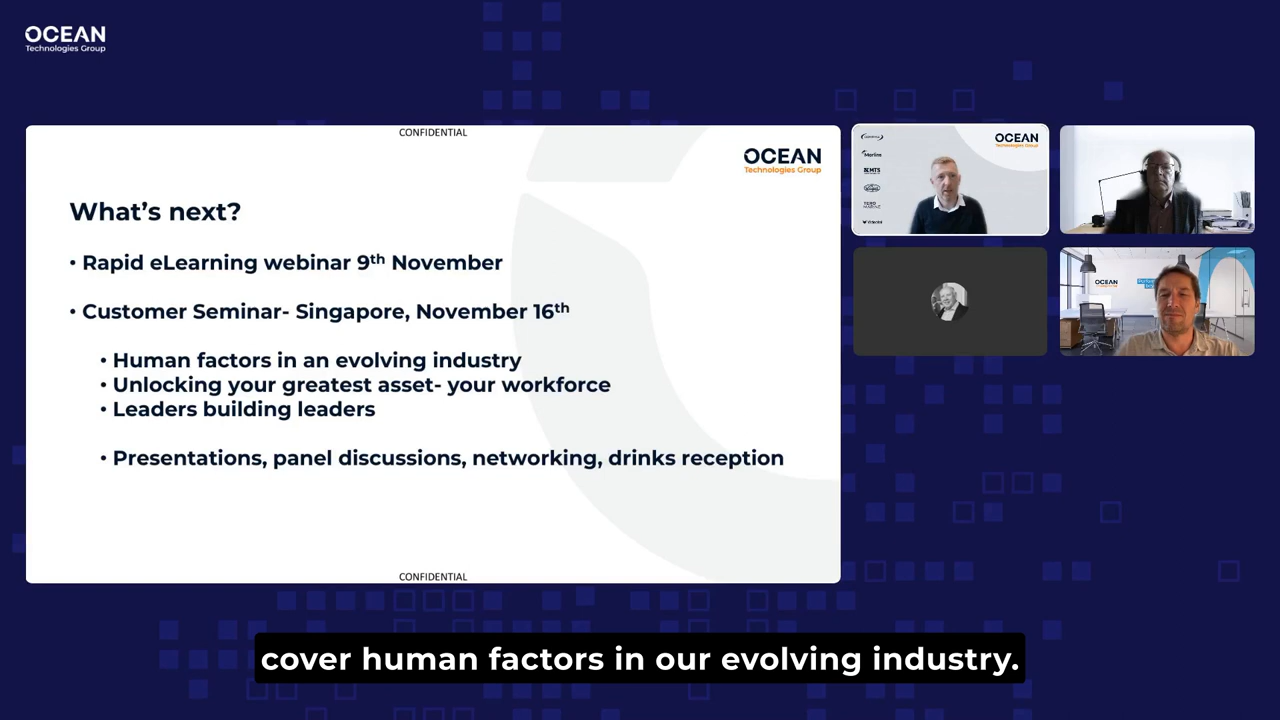 OCEAN
Technologies Group
CONFIDENTIAL
OCEAN
Technologies Group
What's next?
• Rapid eLearning webinar 9th November
• Customer Seminar- Singapore, November 16th
• Human factors in an evolving industry
• Unlocking your greatest asset- your workforce
• Leaders building leaders
• Presentations, panel discussions, networking, drinks reception
CONFIDENTIAL
OCEAN
Technologies Group
Marlins
MTS
OCEAN
cover human factors in our evolving industry.